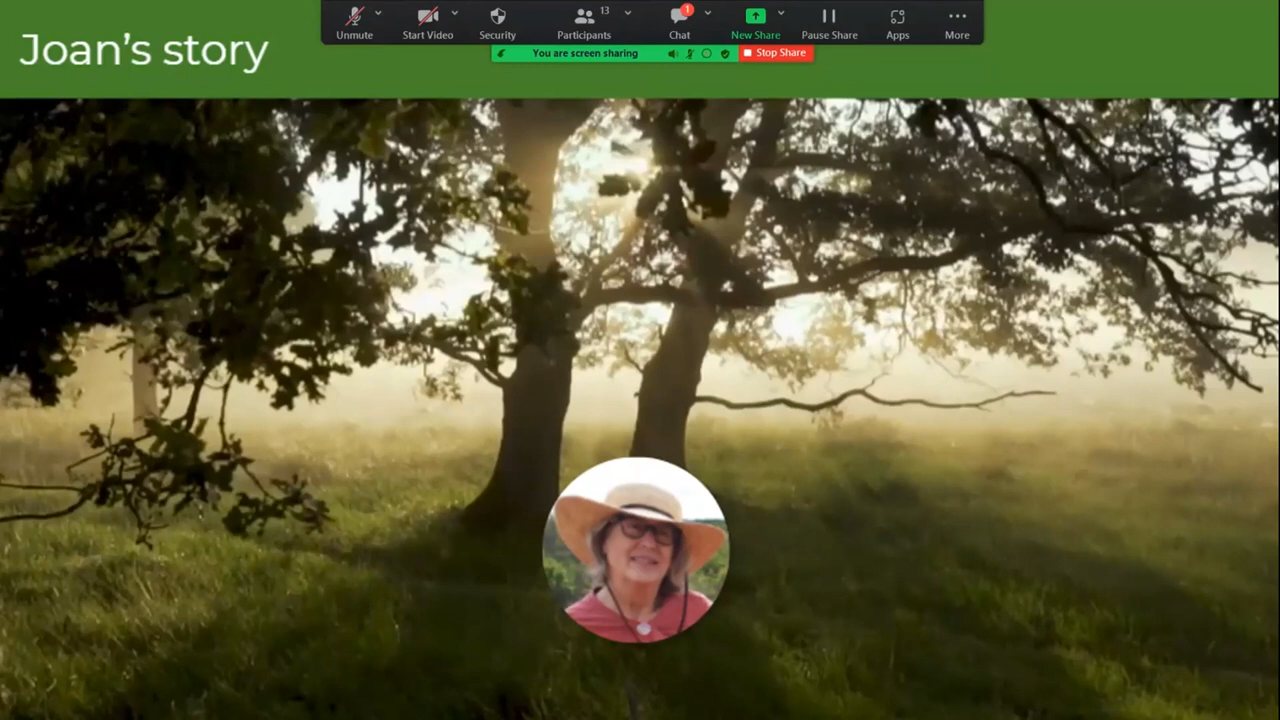 Joan's story
13
1
Unmute
Start Video
Security
Participants
Chat
New Share
Pause Share
Apps
More
You are screen sharing
Stop Share